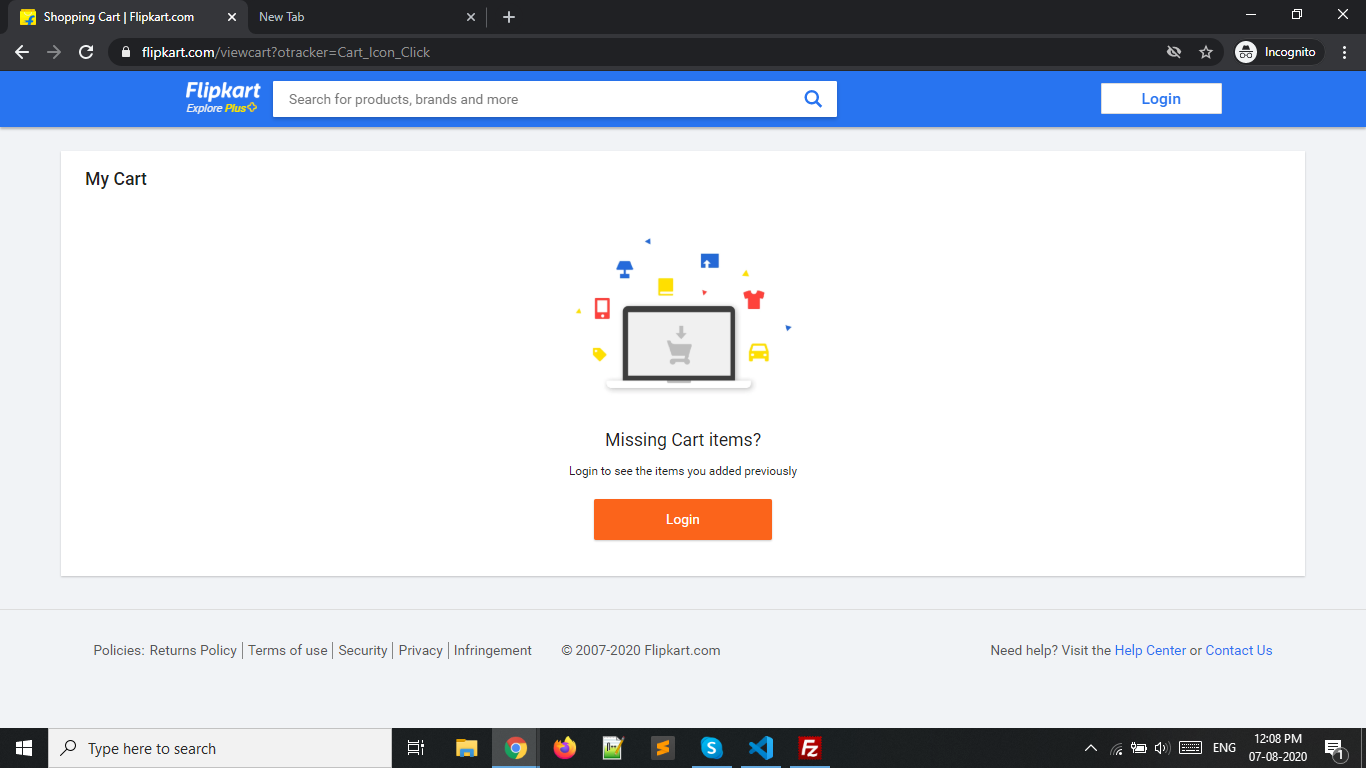 Shopping Cart | Flipkart.com
New Tab
flipkart.com/viewcart?otracker=Cart_Icon_Click
Incognito
Flipkart
Explore Plus
Search for products, brands and more
Login
My Cart
Missing Cart items?
Login to see the items you added previously
Login
Policies: Returns Policy | Terms of use | Security | Privacy | Infringement
© 2007-2020 Flipkart.com
Need help? Visit the Help Center or Contact Us
Type here to search
ENG
12:08 PM
07-08-2020
1